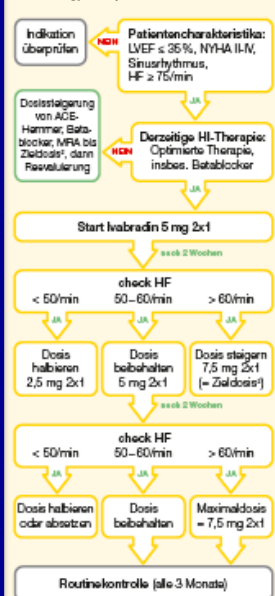 Indikation
überprüfen
NEIN
Patientencharakteristika:
LVEF ≤ 35%, NYHA II-IV,
Sinusrhythmus,
HF ≥ 75/min
JA
Dosissteigerung
von ACE-
Hemmer, Beta-
blocker, MRA bis
Zieldosis², dann
Reevaluierung
NEIN
Derzeitige HI-Therapie:
Optimierte Therapie,
insbes. Betablocker
JA
Start Ivabradin 5 mg 2x1
nach 2 Wochen
check HF
< 50/min 50–60/min > 60/min
JA JA JA
Dosis
halbieren
2,5 mg 2x1
Dosis
beibehalten
5 mg 2x1
Dosis steigern
7,5 mg 2x1
(= Zieldosis²)
nach 2 Wochen
check HF
< 50/min 50–60/min > 60/min
JA JA JA
Dosis halbieren
oder absetzen
Dosis
beibehalten
Maximaldosis
= 7,5 mg 2x1
Routinekontrolle (alle 3 Monate)